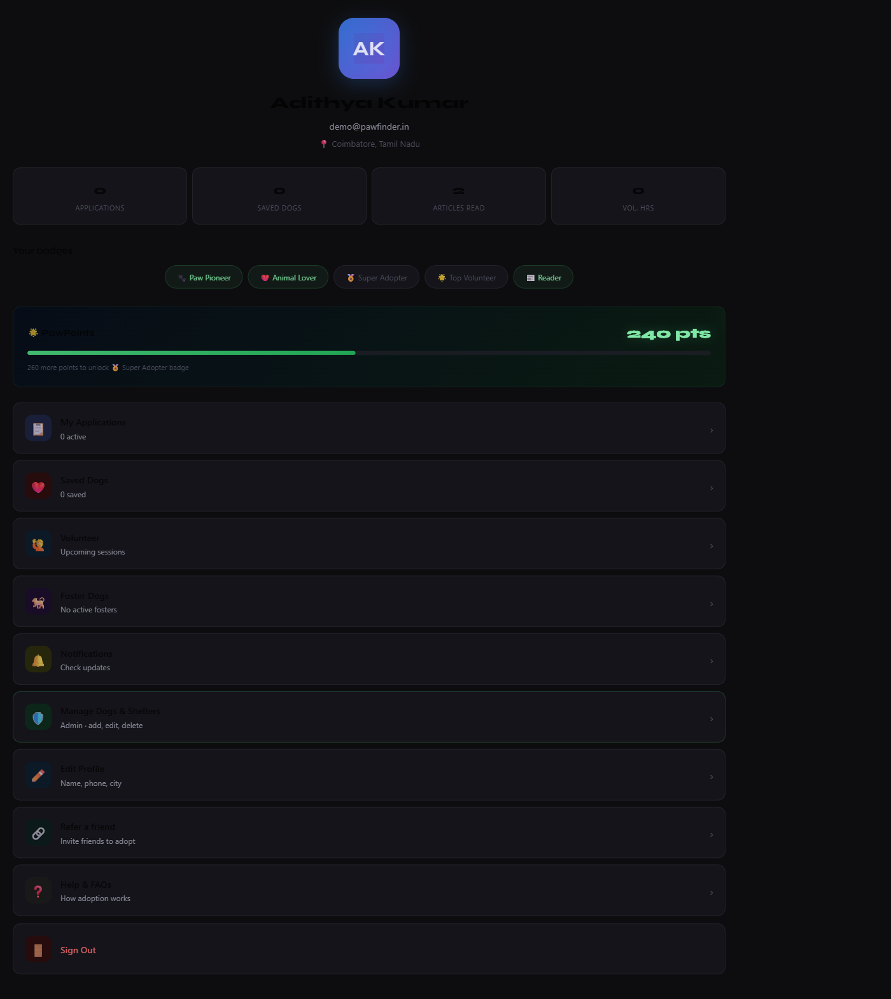 AK
Adithya Kumar
demo@pawfinder.in
Coimbatore, Tamil Nadu
0
APPLICATIONS
0
SAVED DOGS
2
ARTICLES READ
0
VOL. HRS
Your badges
Paw Pioneer
Animal Lover
Super Adopter
Top Volunteer
Reader
PawPoints
240 pts
260 more points to unlock 🏅 Super Adopter badge
My Applications
0 active
›
Saved Dogs
0 saved
›
Volunteer
Upcoming sessions
›
Foster Dogs
No active fosters
›
Notifications
Check updates
›
Manage Dogs & Shelters
Admin · add, edit, delete
›
Edit Profile
Name, phone, city
›
Refer a friend
Invite friends to adopt
›
Help & FAQs
How adoption works
›
Sign Out